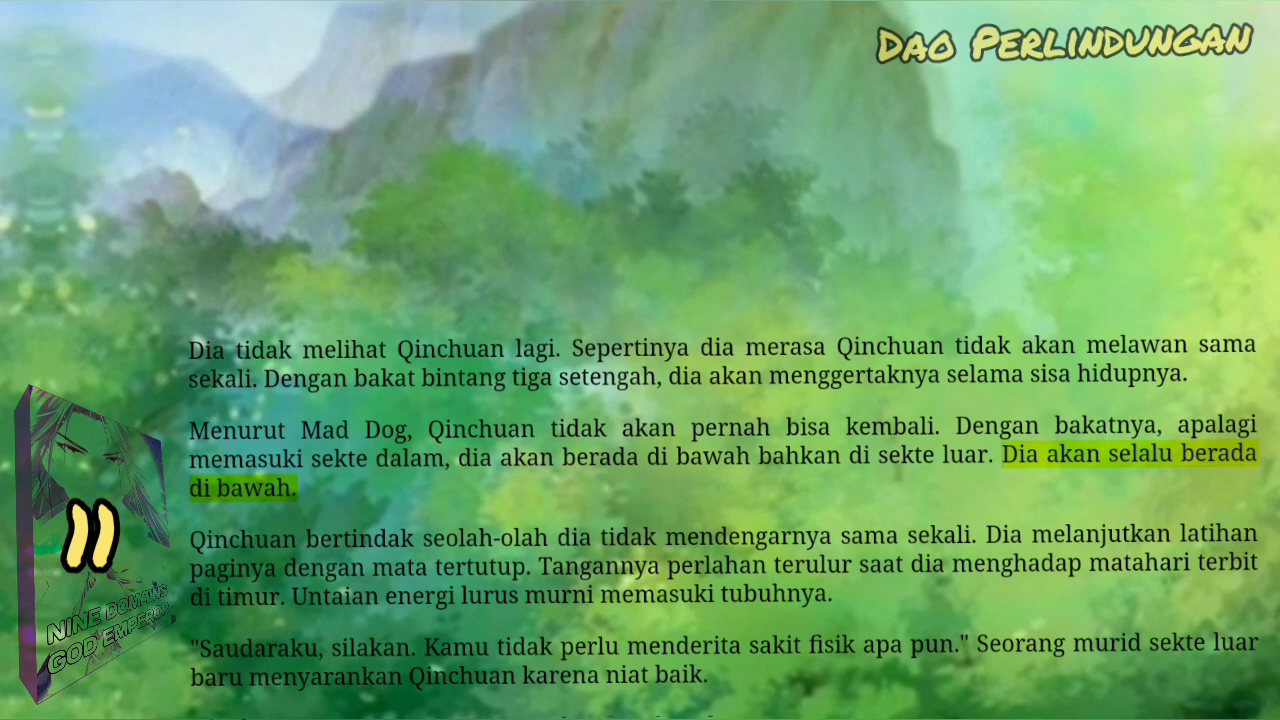 Dao Perlindungan
Dia tidak melihat Qinchuan lagi. Sepertinya dia merasa Qinchuan tidak akan melawan sama
sekali. Dengan bakat bintang tiga setengah, dia akan menggertaknya selama sisa hidupnya.
Menurut Mad Dog, Qinchuan tidak akan pernah bisa kembali. Dengan bakatnya, apalagi
memasuki sekte dalam, dia akan berada di bawah bahkan di sekte luar. Dia akan selalu berada
di bawah.
Qinchuan bertindak seolah-olah dia tidak mendengarnya sama sekali. Dia melanjutkan latihan
paginya dengan mata tertutup. Tangannya perlahan terulur saat dia menghadap matahari terbit
di timur. Untaian energi lurus murni memasuki tubuhnya.
"Saudaraku, silakan. Kamu tidak perlu menderita sakit fisik apa pun." Seorang murid sekte luar
baru menyarankan Qinchuan karena niat baik.
11
NINE DOMAINS
GOD EMPEROR